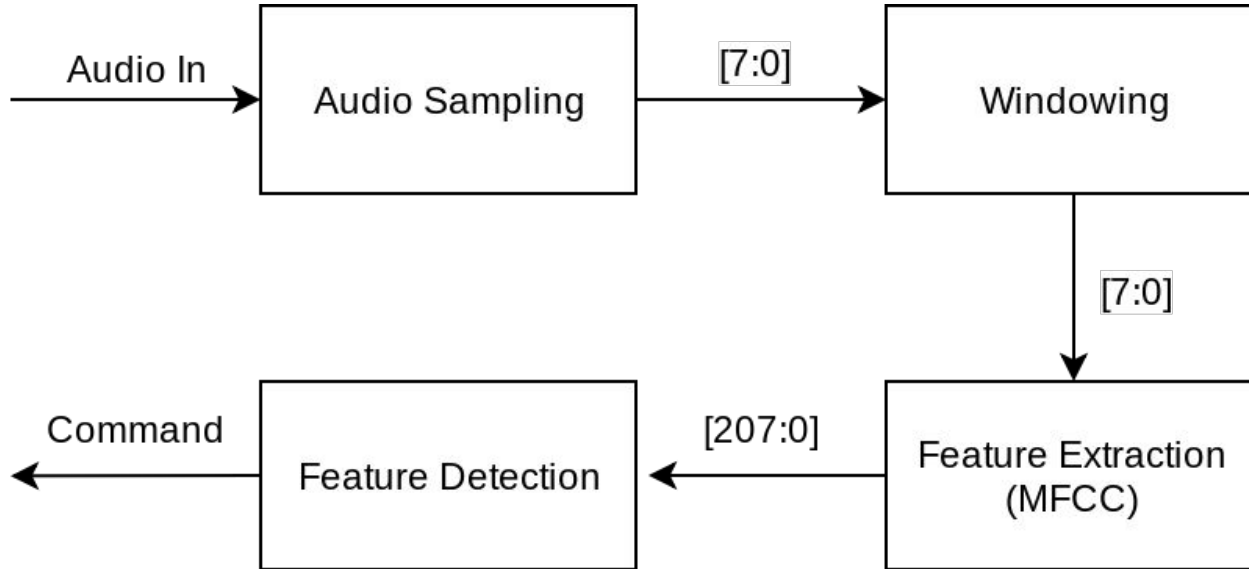 Audio In
Audio Sampling
[7:0]
Windowing
[7:0]
Command
Feature Detection
[207:0]
Feature Extraction
(MFCC)